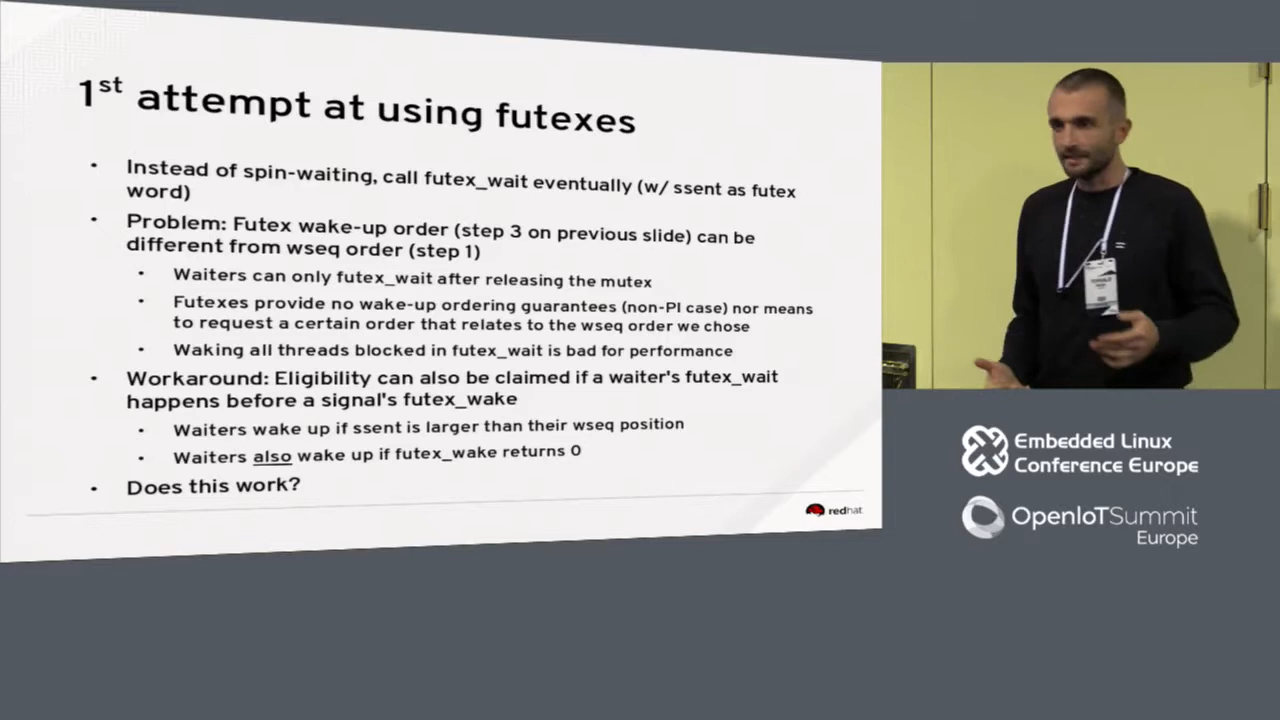 1st attempt at using futexes
• Instead of spin-waiting, call futex_wait eventually (w/ ssent as futex
word)
• Problem: Futex wake-up order (step 3 on previous slide) can be
different from wseq order (step 1)
• Waiters can only futex_wait after releasing the mutex
• Futexes provide no wake-up ordering guarantees (non-PI case) nor means
to request a certain order that relates to the wseq order we chose
• Waking all threads blocked in futex_wait is bad for performance
• Workaround: Eligibility can also be claimed if a waiter's futex_wait
happens before a signal's futex_wake
• Waiters wake up if ssent is larger than their wseq position
• Waiters also wake up if futex_wake returns 0
• Does this work?
redhat
Embedded Linux
Conference Europe
OpenIoTSummit
Europe